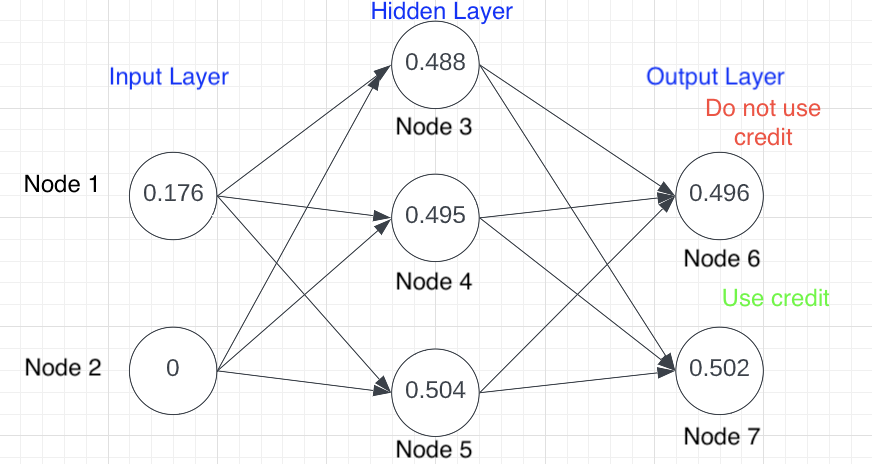 Hidden Layer
Input Layer
Output Layer
0.488
Do not use
credit
Node 3
Node 1
0.176
0.495
0.496
Node 4
Node 6
Use credit
Node 2
0
0.504
0.502
Node 5
Node 7